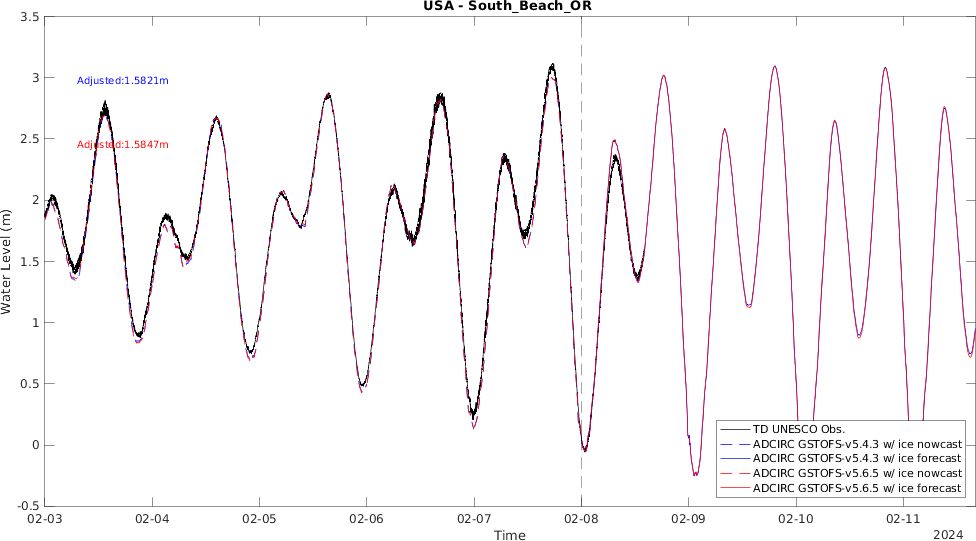 USA - South_Beach_OR
3.5
3
2.5
2
1.5
1
0.5
0
-0.5
Water Level (m)
Adjusted:1.5821m
Adjusted:1.5847m
TD UNESCO Obs.
ADCIRC GSTOFS-v5.4.3 w/ ice nowcast
ADCIRC GSTOFS-v5.4.3 w/ ice forecast
ADCIRC GSTOFS-v5.6.5 w/ ice nowcast
ADCIRC GSTOFS-v5.6.5 w/ ice forecast
02-03 02-04 02-05 02-06 02-07 02-08 02-09 02-10 02-11
Time
2024